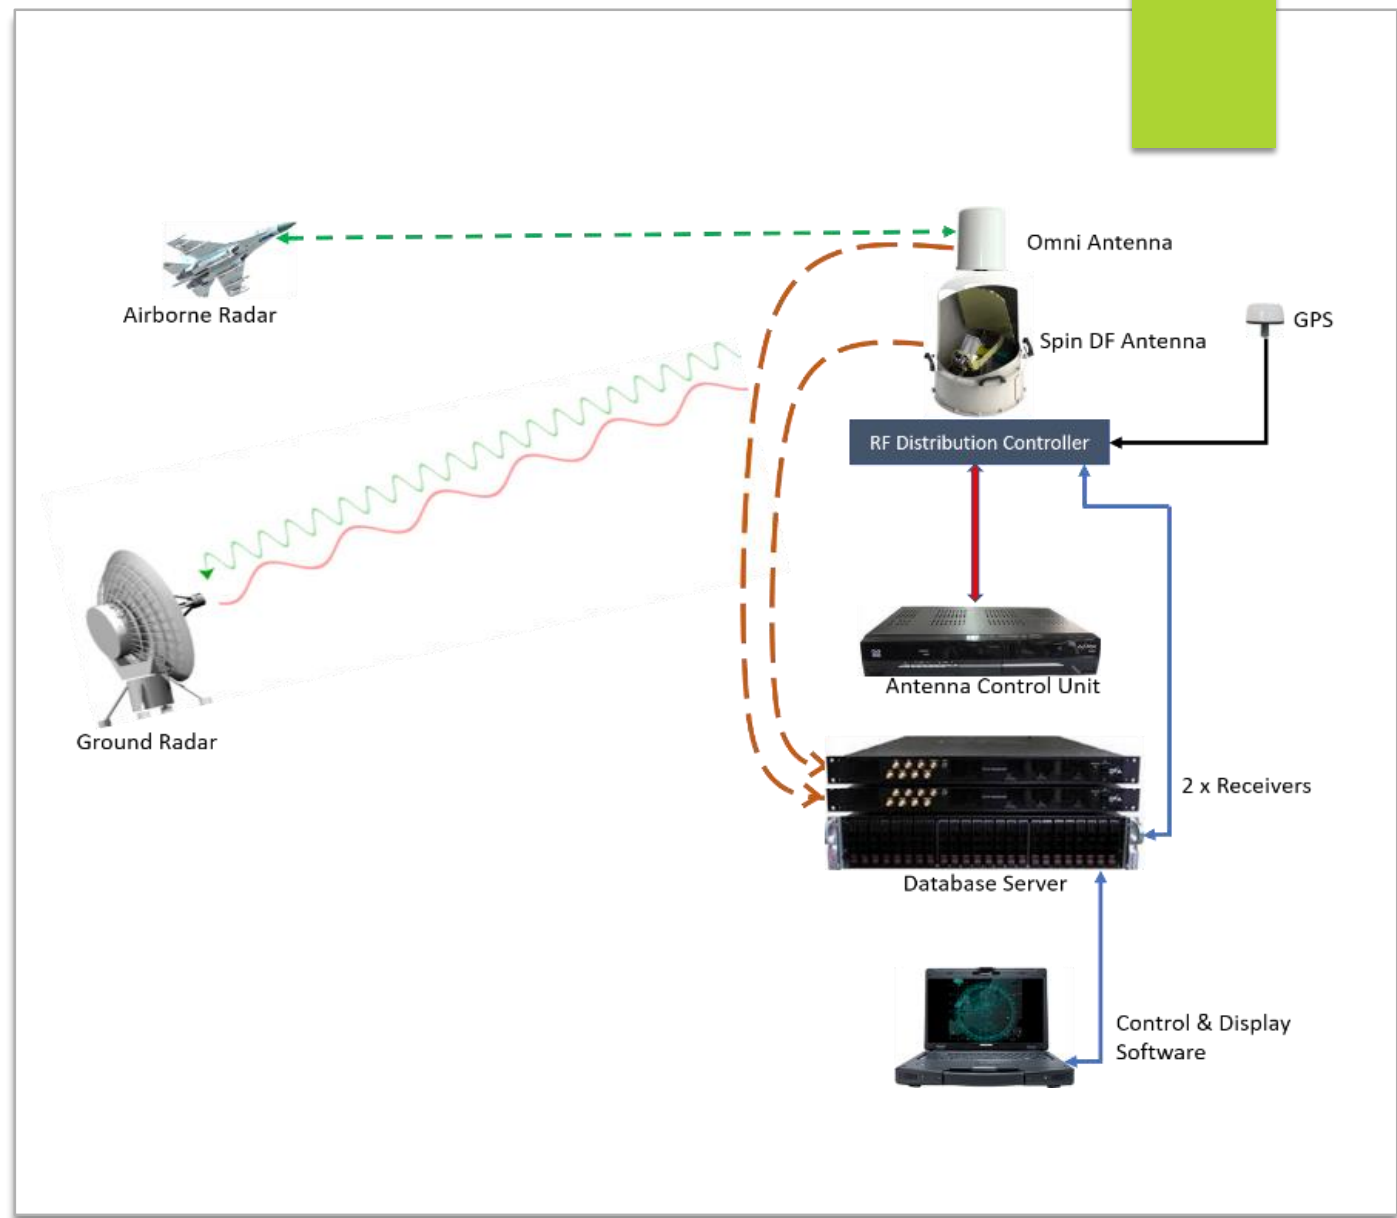 Omni Antenna
Airborne Radar
GPS
Spin DF Antenna
RF Distribution Controller
Antenna Control Unit
Ground Radar
2 x Receivers
Database Server
Control & Display
Software